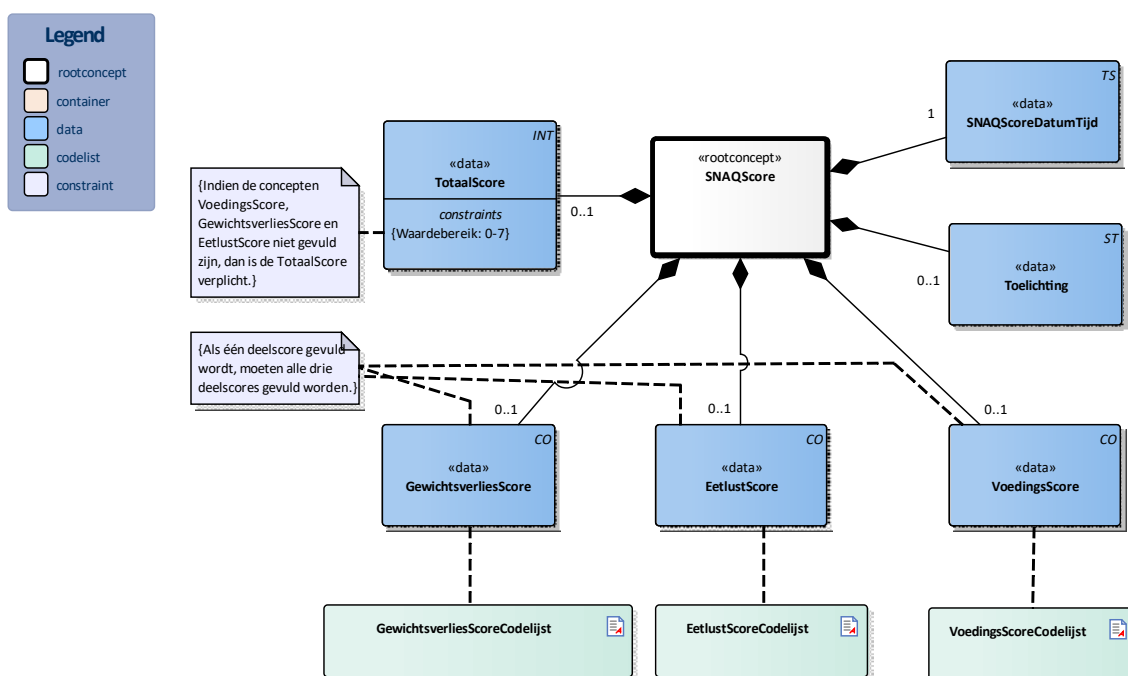 Legend
rootconcept
container
data
codelist
constraint
TS
«data»
SNAQScoreDatumTijd
1
INT
«data»
TotaalScore
constraints
{Waardebereik: 0-7}
0..1
«rootconcept»
SNAQScore
{Indien de concepten
VoedingsScore,
GewichtsverliesScore en
EetlustScore niet gevuld
zijn, dan is de TotaalScore
verplicht.}
ST
«data»
Toelichting
0..1
{Als één deelscore gevuld
wordt, moeten alle drie
deelscores gevuld worden.}
0..1
0..1
0..1
CO
«data»
GewichtsverliesScore
CO
«data»
EetlustScore
CO
«data»
VoedingsScore
GewichtsverliesScoreCodelijst
EetlustScoreCodelijst
VoedingsScoreCodelijst